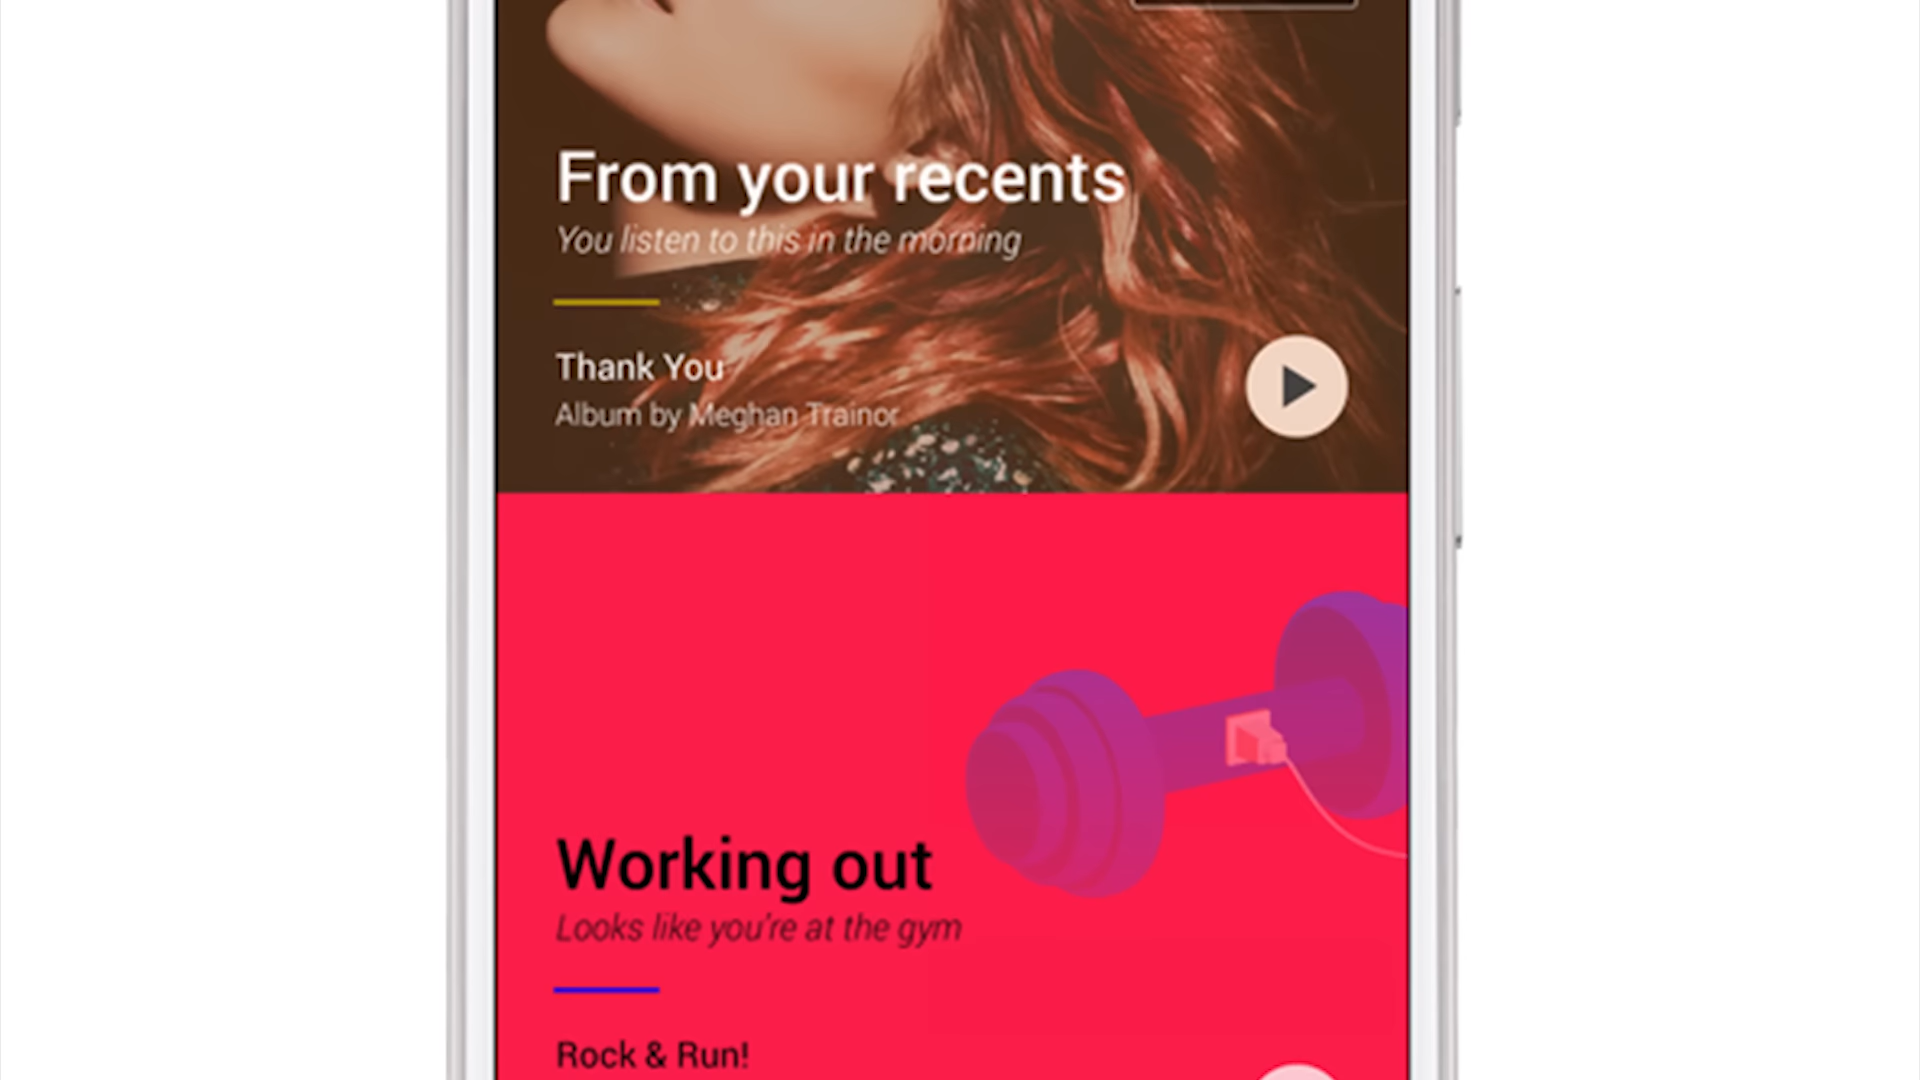 From your recents
You listen to this in the morning
Thank You
Album by Meghan Trainor
Working out
Looks like you're at the gym
Rock & Run!